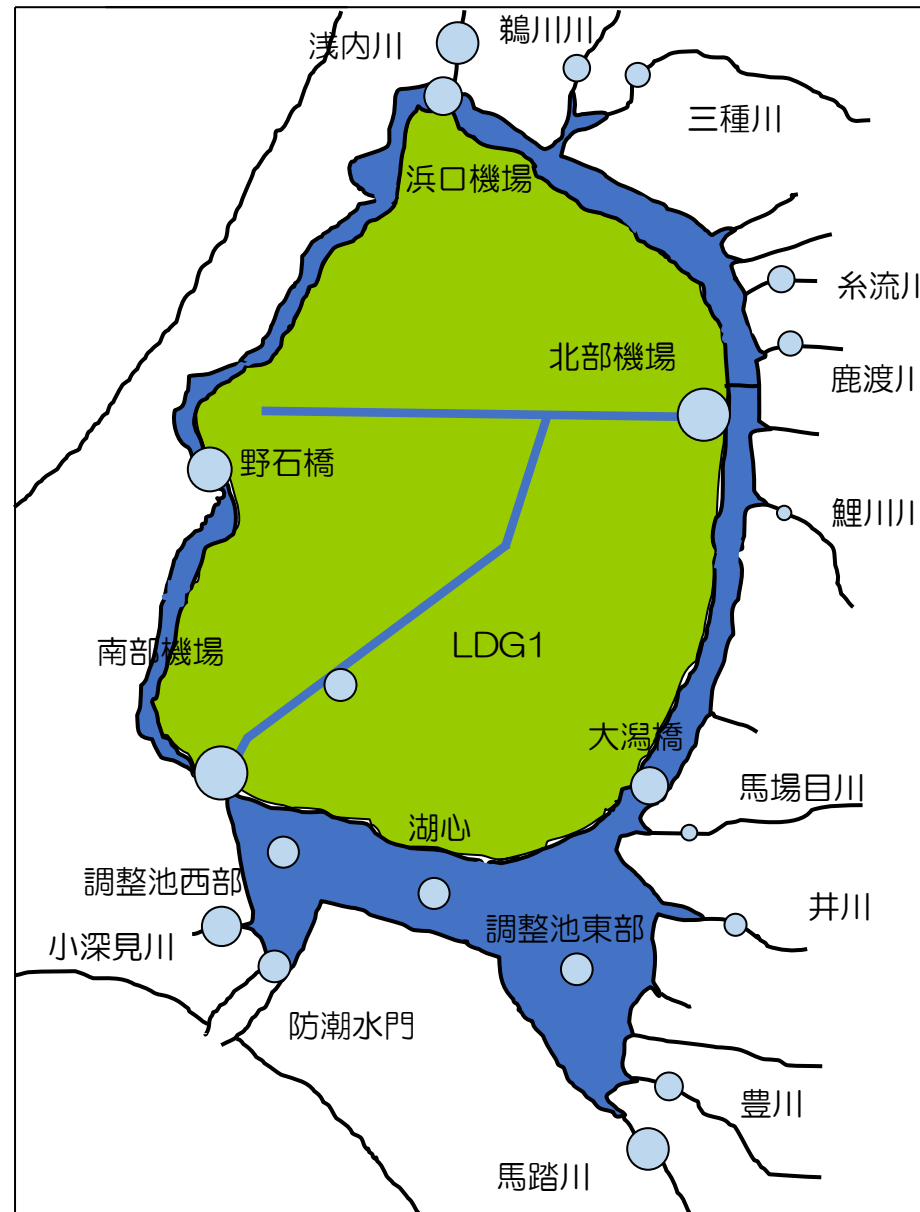 鵜川川
浅内川
三種川
浜口機場
糸流川
北部機場
鹿渡川
野石橋
鯉川川
LDG1
南部機場
大潟橋
馬場目川
湖心
調整池西部
井川
調整池東部
小深見川
防潮水門
豊川
馬踏川